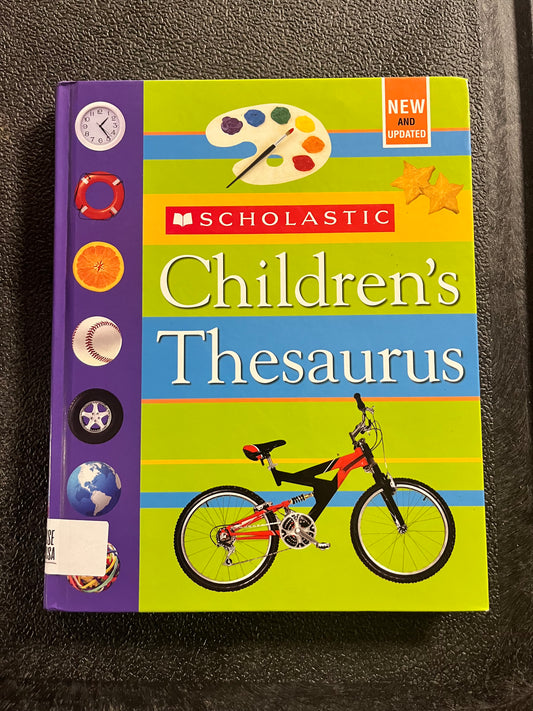 NEW
AND
UPDATED
SCHOLASTIC
Children's
Thesaurus